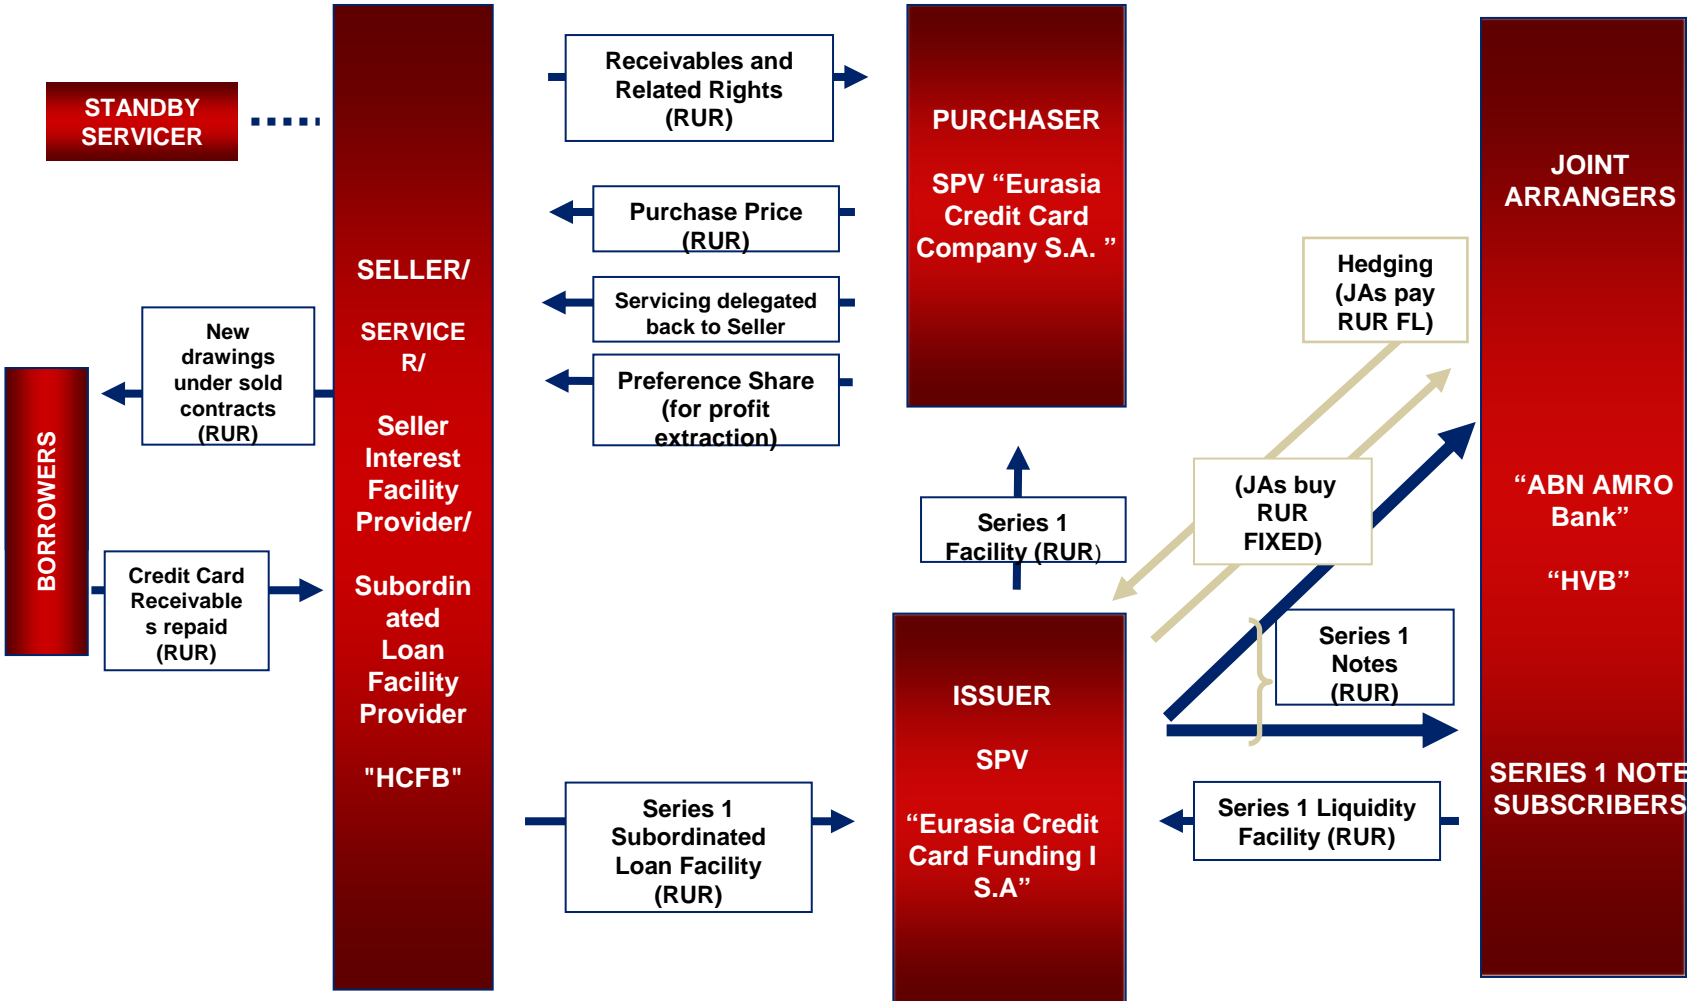 STANDBY
SERVICER
BORROWERS
New
drawings
under sold
contracts
(RUR)
Credit Card
Receivable
s repaid
(RUR)
SELLER/
SERVICE
R/
Seller
Interest
Facility
Provider/
Subordin
ated
Loan
Facility
Provider
"HCFB"
Receivables and
Related Rights
(RUR)
Purchase Price
(RUR)
Servicing delegated
back to Seller
Preference Share
(for profit
extraction)
Series 1
Subordinated
Loan Facility
(RUR)
PURCHASER
SPV “Eurasia
Credit Card
Company S.A. ”
Series 1
Facility (RUR)
ISSUER
SPV
“Eurasia Credit
Card Funding I
S.A”
Hedging
(JAs pay
RUR FL)
(JAs buy
RUR
FIXED)
Series 1
Notes
(RUR)
Series 1 Liquidity
Facility (RUR)
JOINT
ARRANGERS
“ABN AMRO
Bank”
“HVB”
SERIES 1 NOTE
SUBSCRIBERS